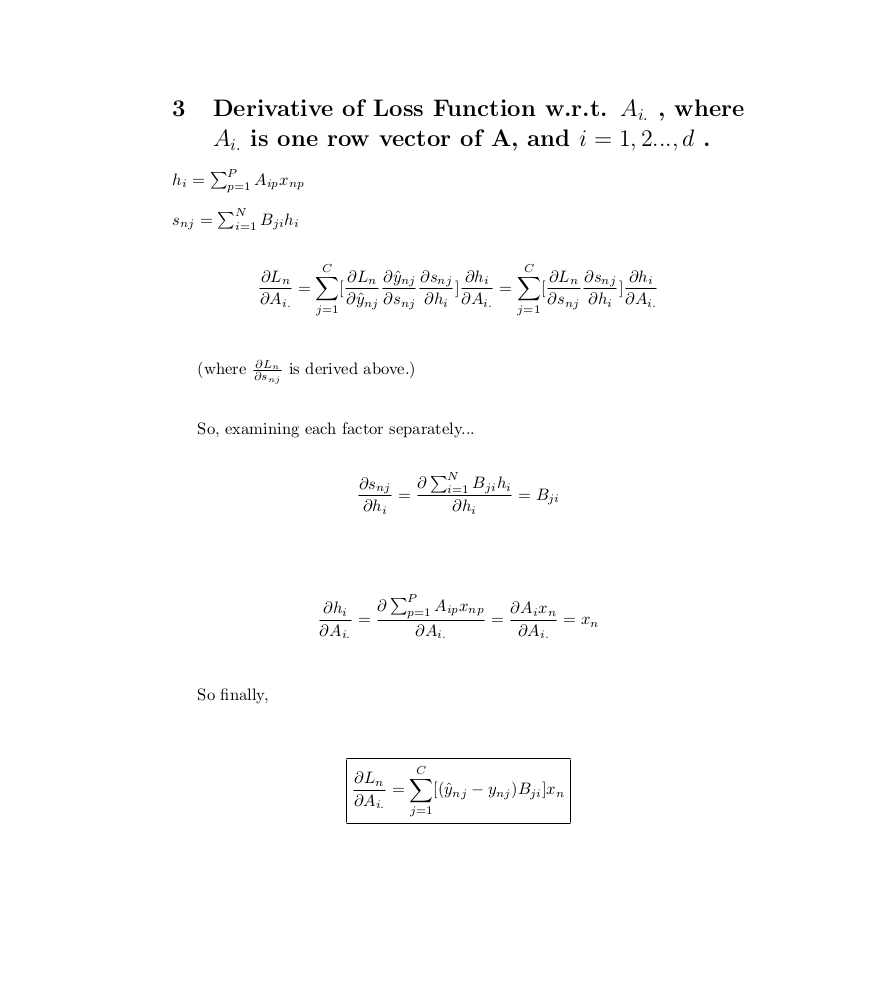 3 Derivative of Loss Function w.r.t. $A_{i.}$ , where
$A_{i.}$ is one row vector of A, and $i = 1, 2..., d$ .
$h_i = \sum_{p=1}^{P} A_{ip} x_{np}$
$s_{nj} = \sum_{i=1}^{N} B_{ji} h_i$
$\frac{\partial L_n}{\partial A_{i.}} = \sum_{j=1}^{C} [\frac{\partial L_n}{\partial \hat{y}_{nj}} \frac{\partial \hat{y}_{nj}}{\partial s_{nj}} \frac{\partial s_{nj}}{\partial h_i}] \frac{\partial h_i}{\partial A_{i.}} = \sum_{j=1}^{C} [\frac{\partial L_n}{\partial s_{nj}} \frac{\partial s_{nj}}{\partial h_i}] \frac{\partial h_i}{\partial A_{i.}}$
(where $\frac{\partial L_n}{\partial s_{nj}}$ is derived above.)
So, examining each factor separately...
$\frac{\partial s_{nj}}{\partial h_i} = \frac{\partial \sum_{i=1}^{N} B_{ji} h_i}{\partial h_i} = B_{ji}$
$\frac{\partial h_i}{\partial A_{i.}} = \frac{\partial \sum_{p=1}^{P} A_{ip} x_{np}}{\partial A_{i.}} = \frac{\partial A_i x_n}{\partial A_{i.}} = x_n$
So finally,
$\frac{\partial L_n}{\partial A_{i.}} = \sum_{j=1}^{C} [(\hat{y}_{nj} - y_{nj}) B_{ji}] x_n$